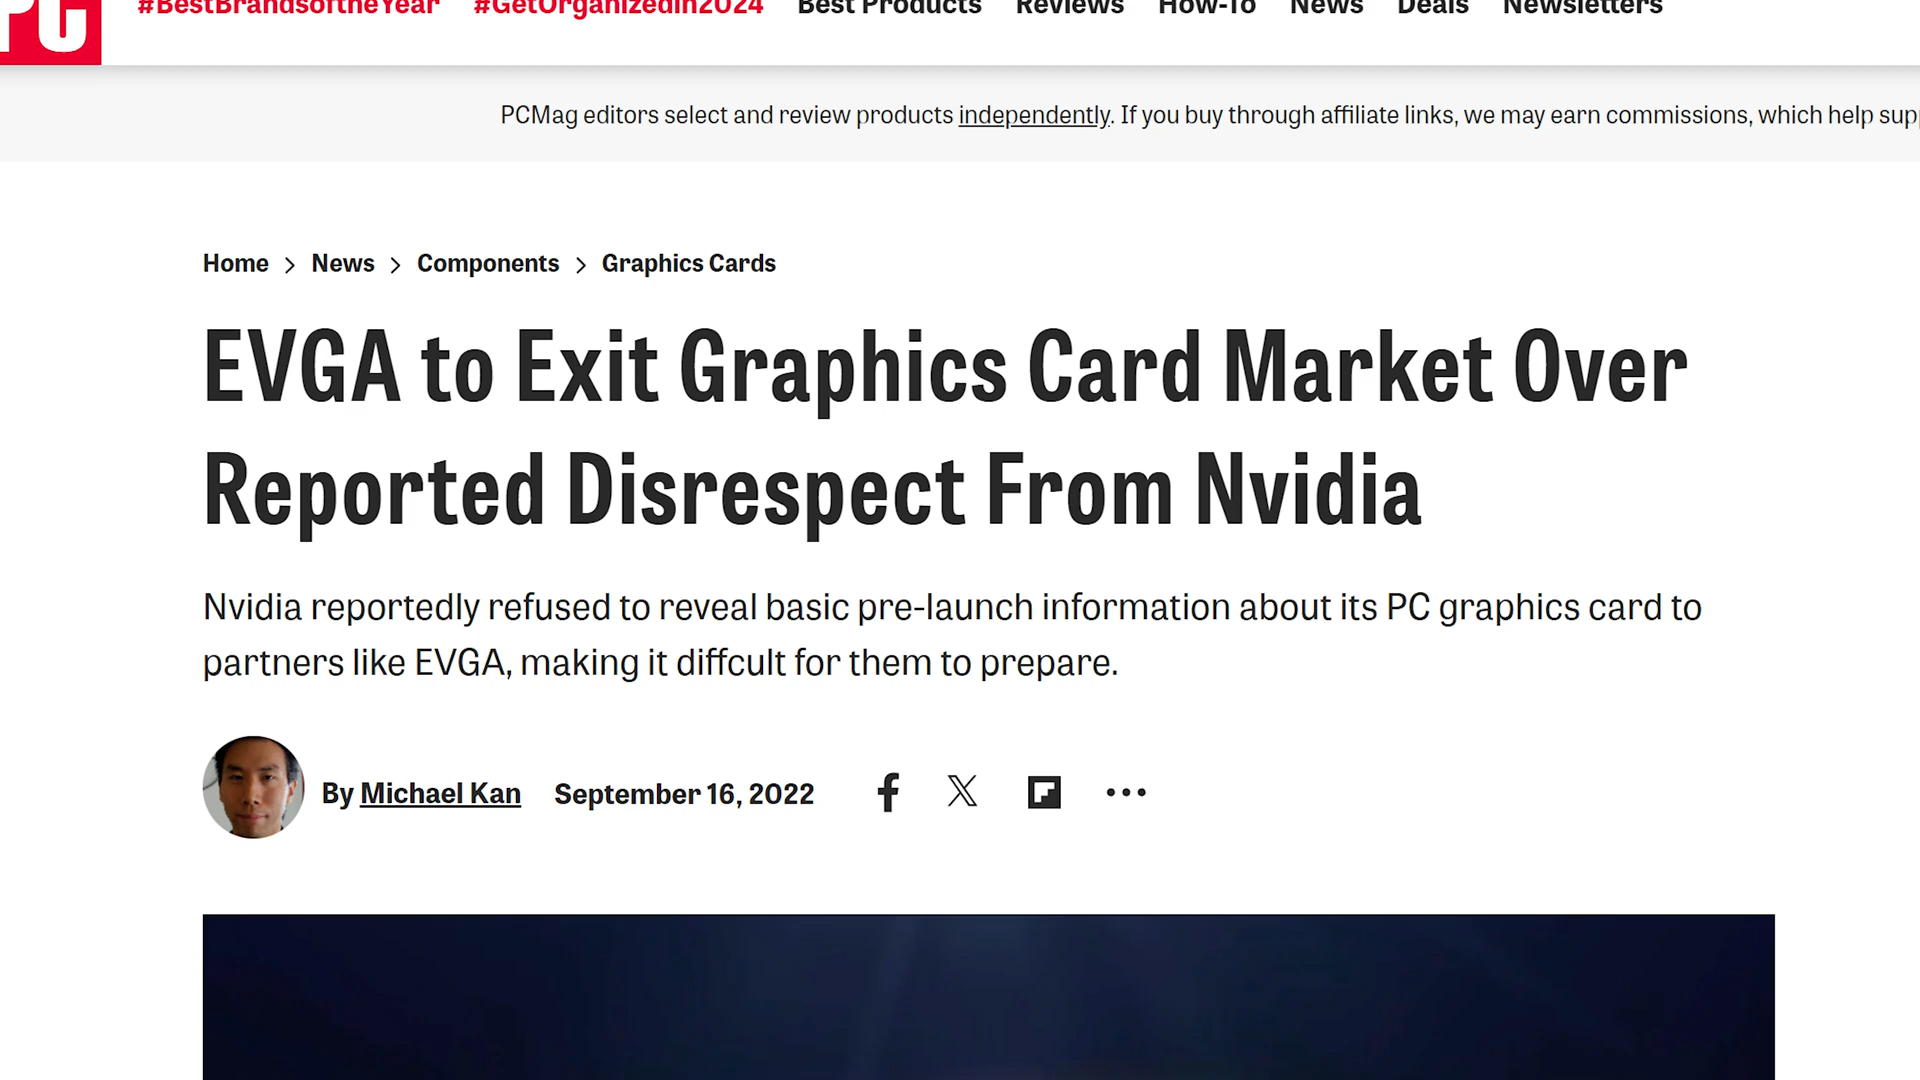 PC
#BestBrandsoftheYear #GetOrganizedin2024 Best Products Reviews How-To News Deals Newsletters
PCMag editors select and review products independently. If you buy through affiliate links, we may earn commissions, which help sup
Home > News > Components > Graphics Cards
EVGA to Exit Graphics Card Market Over
Reported Disrespect From Nvidia
Nvidia reportedly refused to reveal basic pre-launch information about its PC graphics card to
partners like EVGA, making it diffcult for them to prepare.
By Michael Kan September 16, 2022